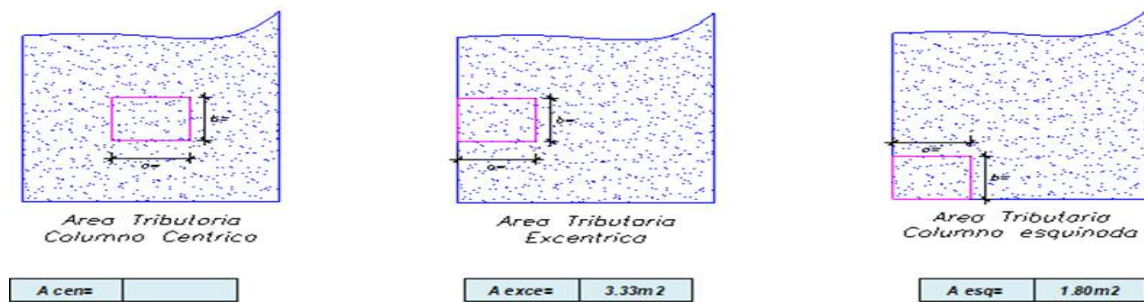 b=
a=
Area Tributaria
Columna Centrica
A cen=
b=
a=
Area Tributaria
Excentrica
A exce= 3.33m2
a=
b=
Area Tributaria
Columna esquinada
A esq= 1.80m2